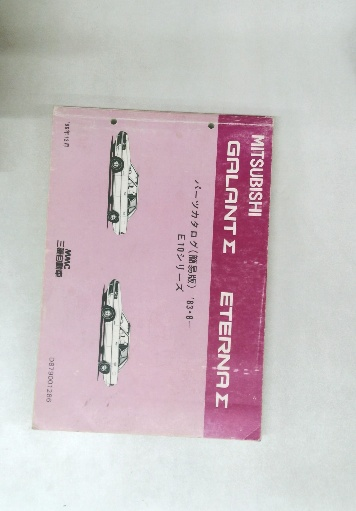 MITSUBISHI
GALANT Σ ETERNA Σ
パーツカタログ(簡易版) '83・8–
E10シリーズ
MMC
三菱自動車